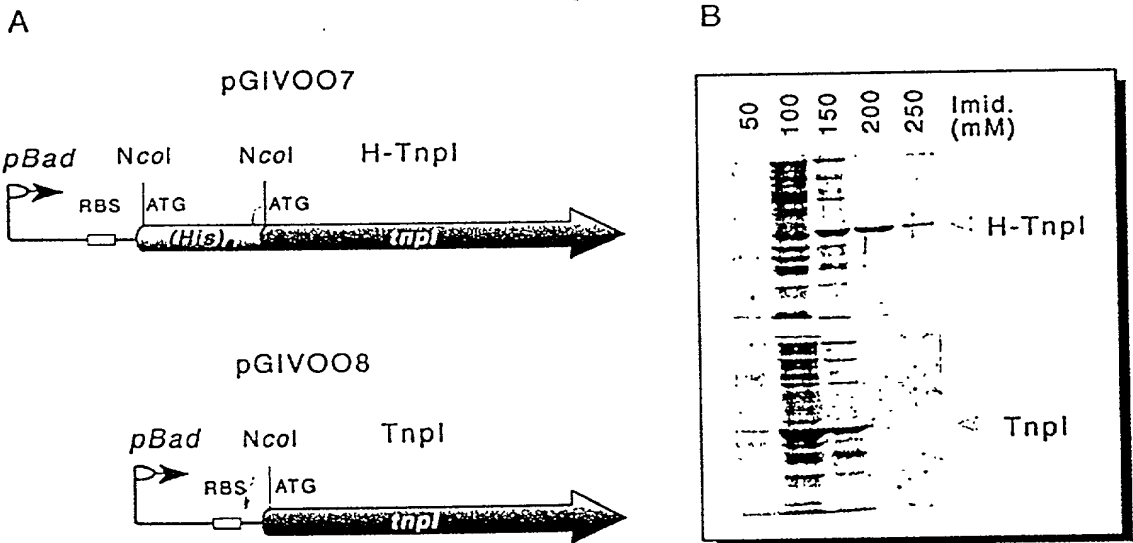 A
pGIVOO7
pBad NcoI NcoI H-TnpI
RBS ATG ATG
(His)6 tnpI
pGIVOO8
pBad NcoI TnpI
RBS ATG
tnpI
B
50 100 150 200 250 Imid.
(mM)
H-TnpI
TnpI